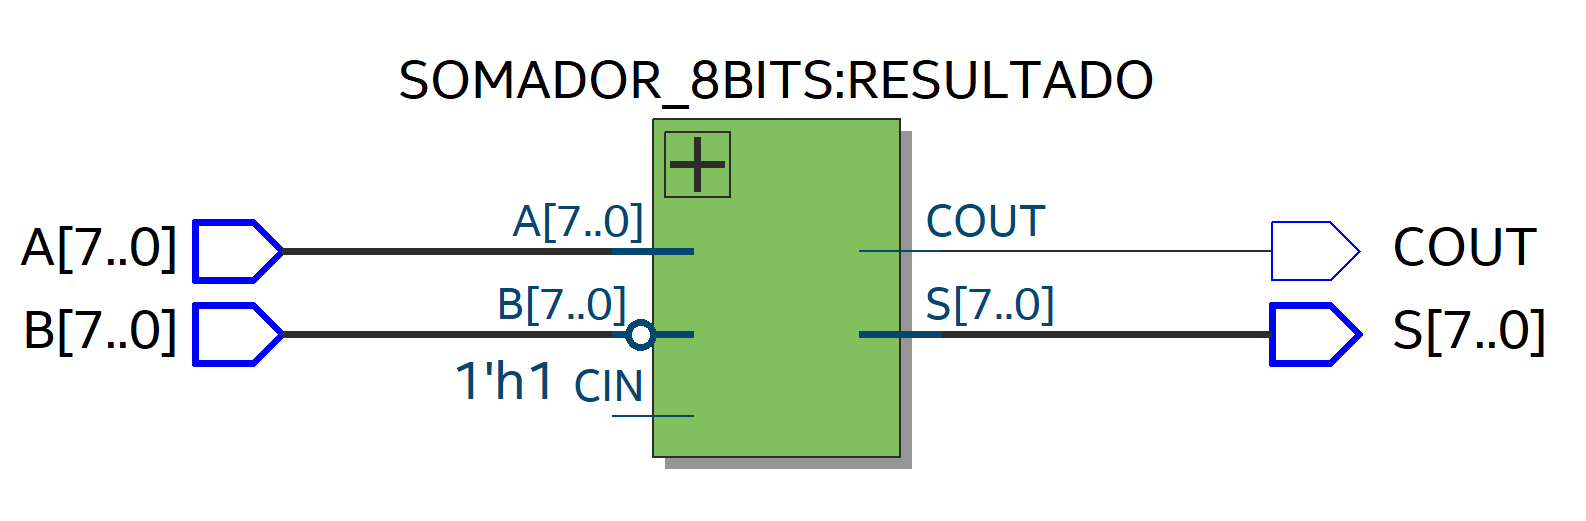 SOMADOR_8BITS:RESULTADO
A[7..0] A[7..0] COUT COUT
B[7..0] B[7..0] S[7..0] S[7..0]
1'h1 CIN